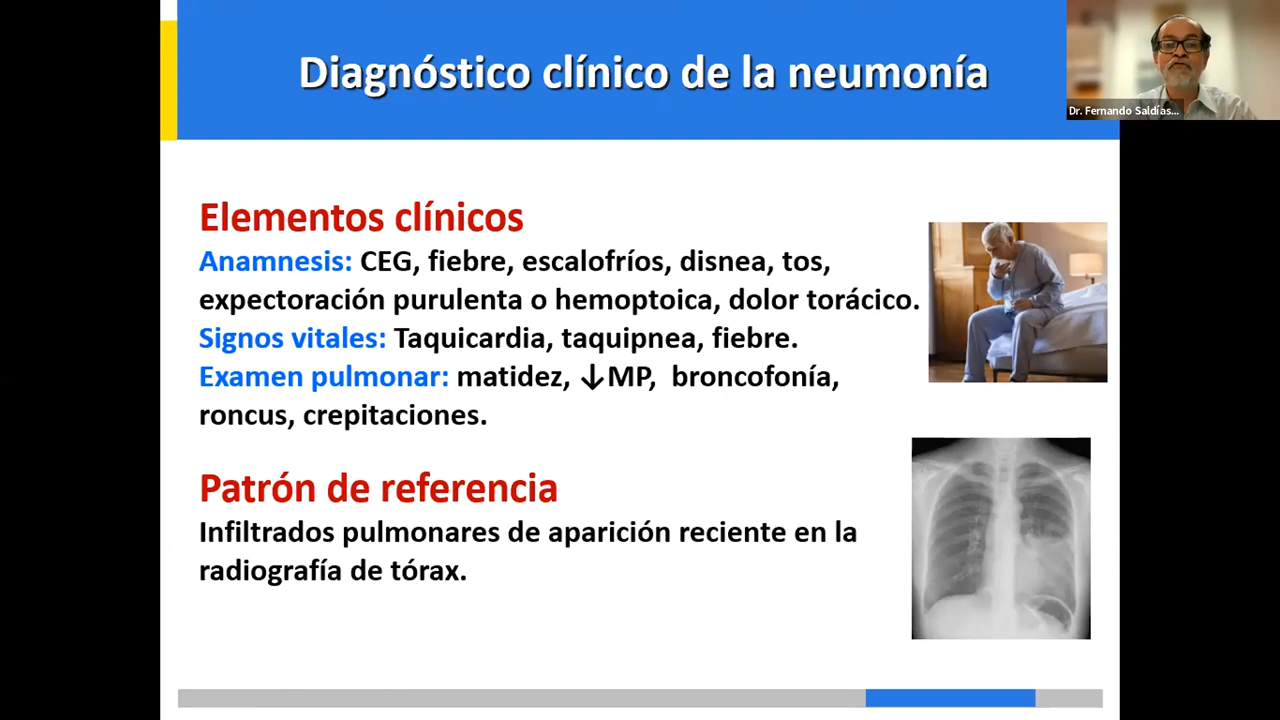 Diagnóstico clínico de la neumonía
Dr. Fernando Saldías...
Elementos clínicos
Anamnesis: CEG, fiebre, escalofríos, disnea, tos,
expectoración purulenta o hemoptoica, dolor torácico.
Signos vitales: Taquicardia, taquipnea, fiebre.
Examen pulmonar: matidez, ↓MP, broncofonía,
roncus, crepitaciones.
Patrón de referencia
Infiltrados pulmonares de aparición reciente en la
radiografía de tórax.